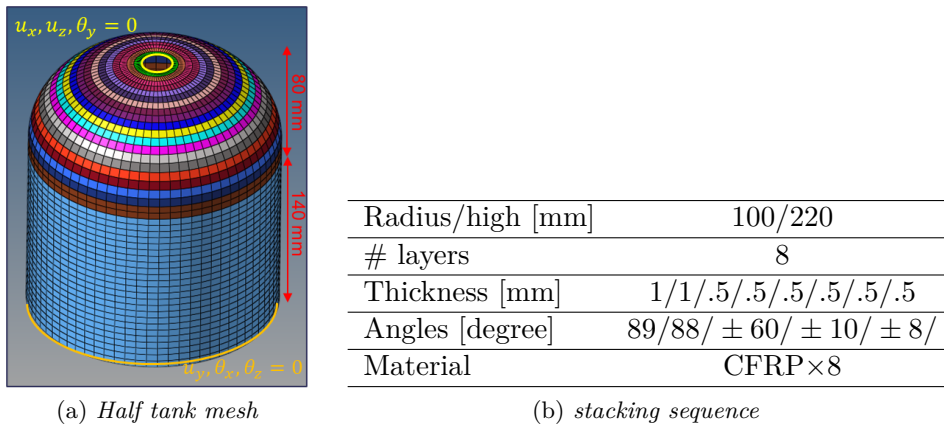 u_x, u_z, θ_y = 0
80 mm
140 mm
u_y, θ_x, θ_z = 0
(a) Half tank mesh
Radius/high [mm] 100/220
# layers 8
Thickness [mm] 1/1/.5/.5/.5/.5/.5/.5
Angles [degree] 89/88/ ± 60/ ± 10/ ± 8/
Material CFRP×8
(b) stacking sequence